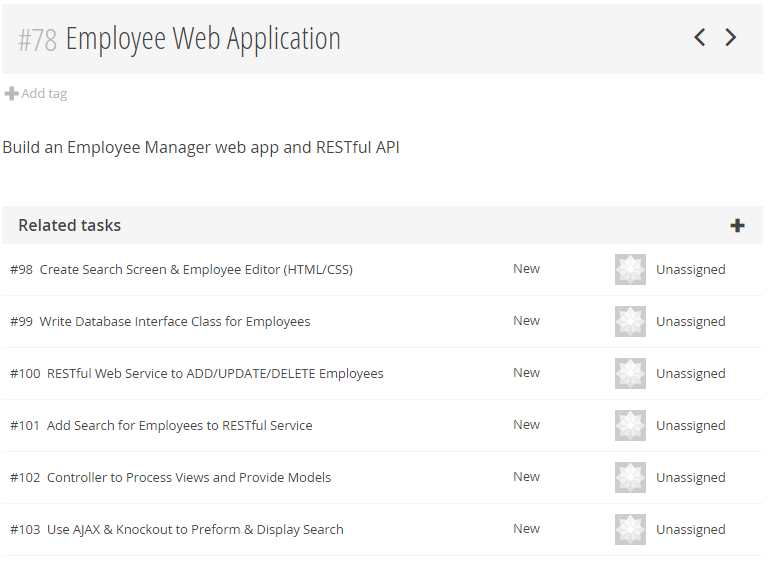 #78 Employee Web Application
Add tag
Build an Employee Manager web app and RESTful API
Related tasks
#98 Create Search Screen & Employee Editor (HTML/CSS) New Unassigned
#99 Write Database Interface Class for Employees New Unassigned
#100 RESTful Web Service to ADD/UPDATE/DELETE Employees New Unassigned
#101 Add Search for Employees to RESTful Service New Unassigned
#102 Controller to Process Views and Provide Models New Unassigned
#103 Use AJAX & Knockout to Preform & Display Search New Unassigned